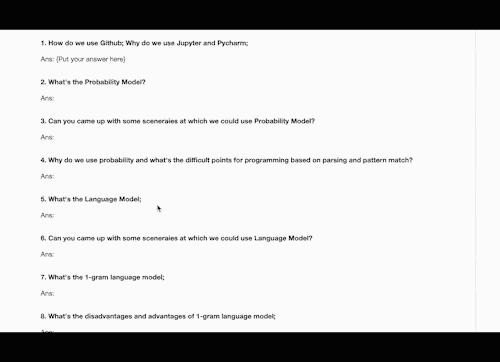 1. How do we use Github; Why do we use Jupyter and Pycharm;
Ans: {Put your answer here}
2. What's the Probability Model?
Ans:
3. Can you came up with some sceneraies at which we could use Probability Model?
Ans:
4. Why do we use probability and what's the difficult points for programming based on parsing and pattern match?
Ans:
5. What's the Language Model;
Ans:
6. Can you came up with some sceneraies at which we could use Language Model?
Ans:
7. What's the 1-gram language model;
Ans:
8. What's the disadvantages and advantages of 1-gram language model;
Ans: